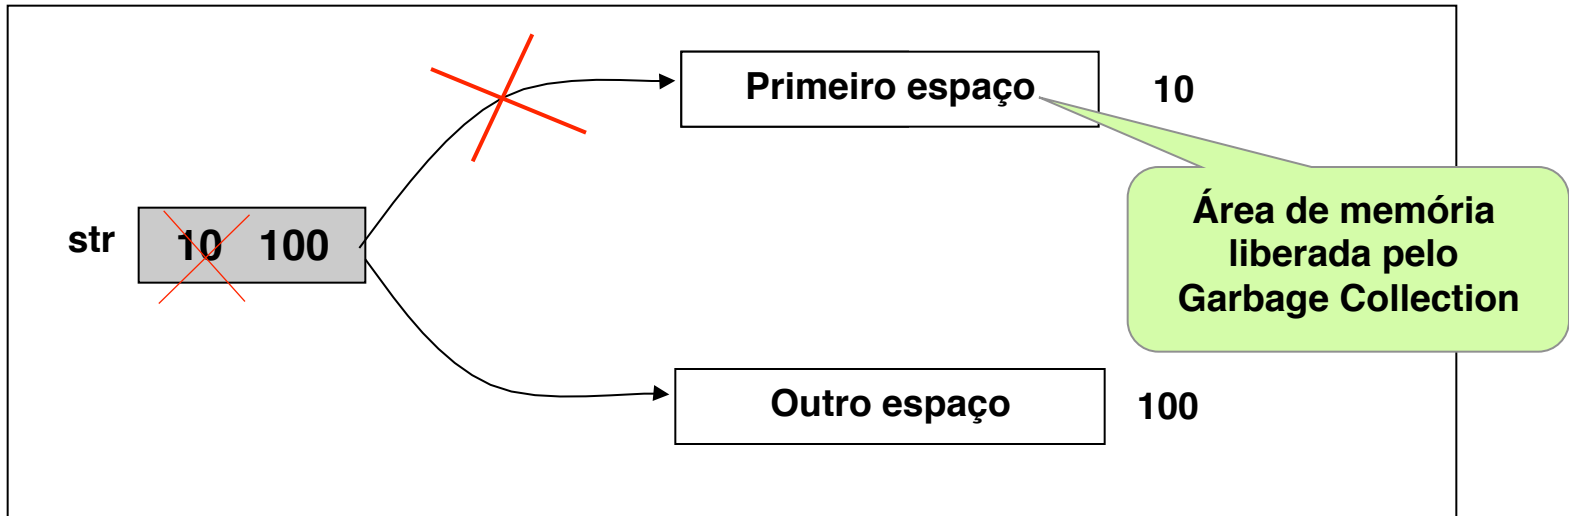 Primeiro espaço 10
Área de memória
liberada pelo
Garbage Collection
str 10 100
Outro espaço 100